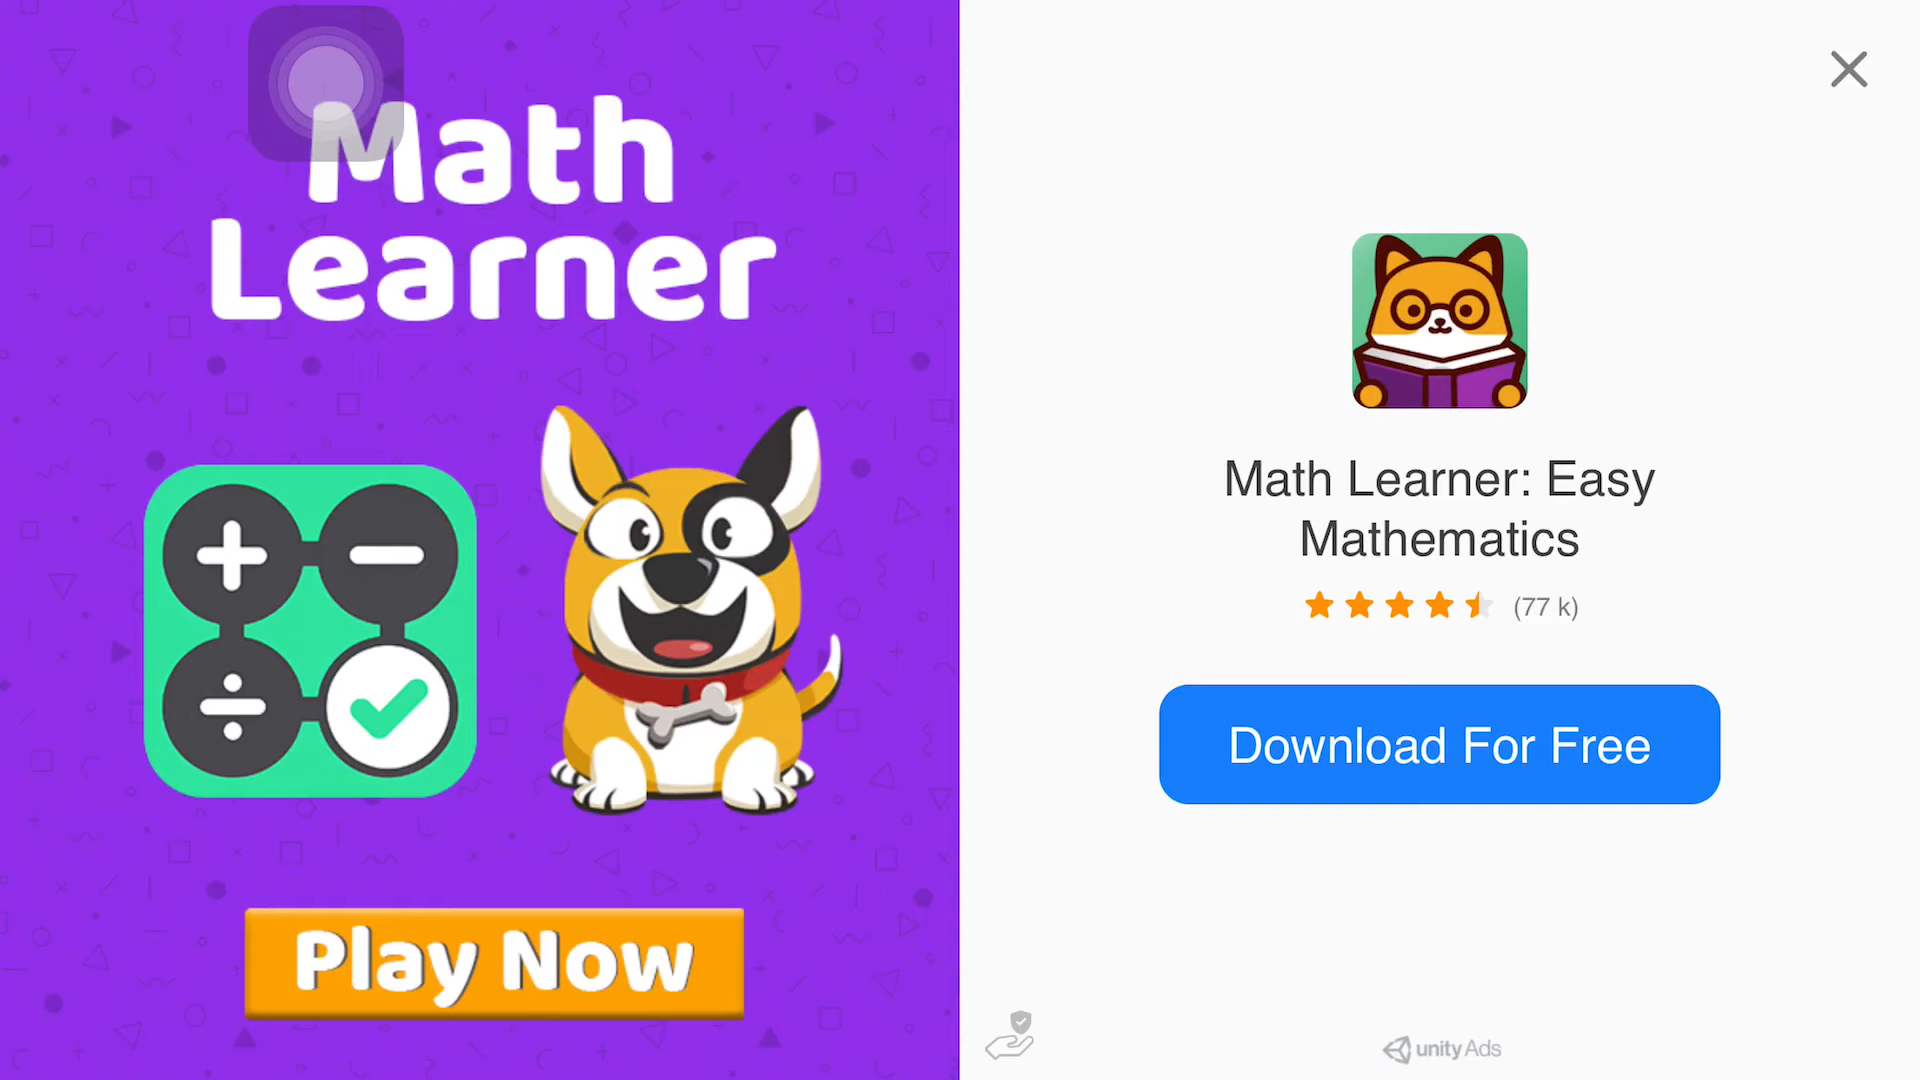 Math
Learner
Play Now
Math Learner: Easy
Mathematics
(77 k)
Download For Free
unity Ads